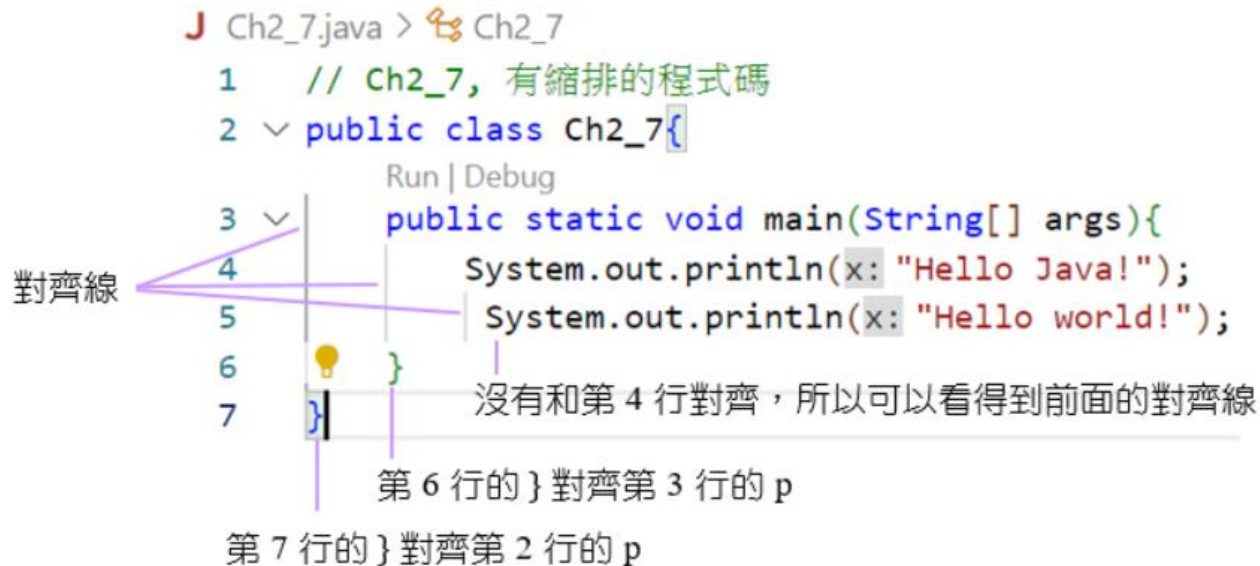 J Ch2_7.java > Ch2_7
1 // Ch2_7, 有縮排的程式碼
2 public class Ch2_7{
Run | Debug
3 public static void main(String[] args){
對齊線
4 System.out.println(x: "Hello Java!");
5 System.out.println(x: "Hello world!");
6 }
沒有和第 4 行對齊，所以可以看得到前面的對齊線
7 }
第 6 行的 } 對齊第 3 行的 p
第 7 行的 } 對齊第 2 行的 p